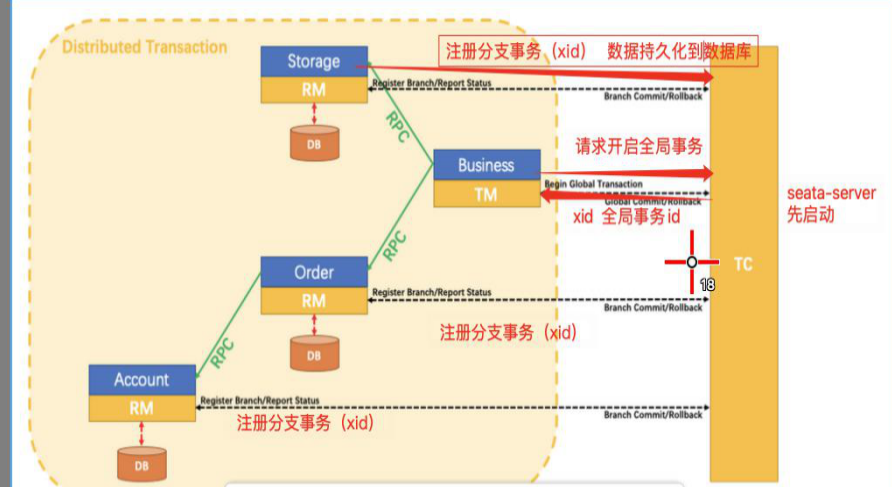 Distributed Transaction
注册分支事务（xid） 数据持久化到数据库
Storage
RM
Register Branch/Report Status
Branch Commit/Rollback
DB
RPC
请求开启全局事务
Business
TM
Begin Global Transaction
Global Commit/Rollback
xid 全局事务id
seata-server
先启动
RPC
TC
18
Order
RM
Register Branch/Report Status
Branch Commit/Rollback
注册分支事务（xid）
DB
RPC
Account
RM
Register Branch/Report Status
Branch Commit/Rollback
注册分支事务（xid）
DB